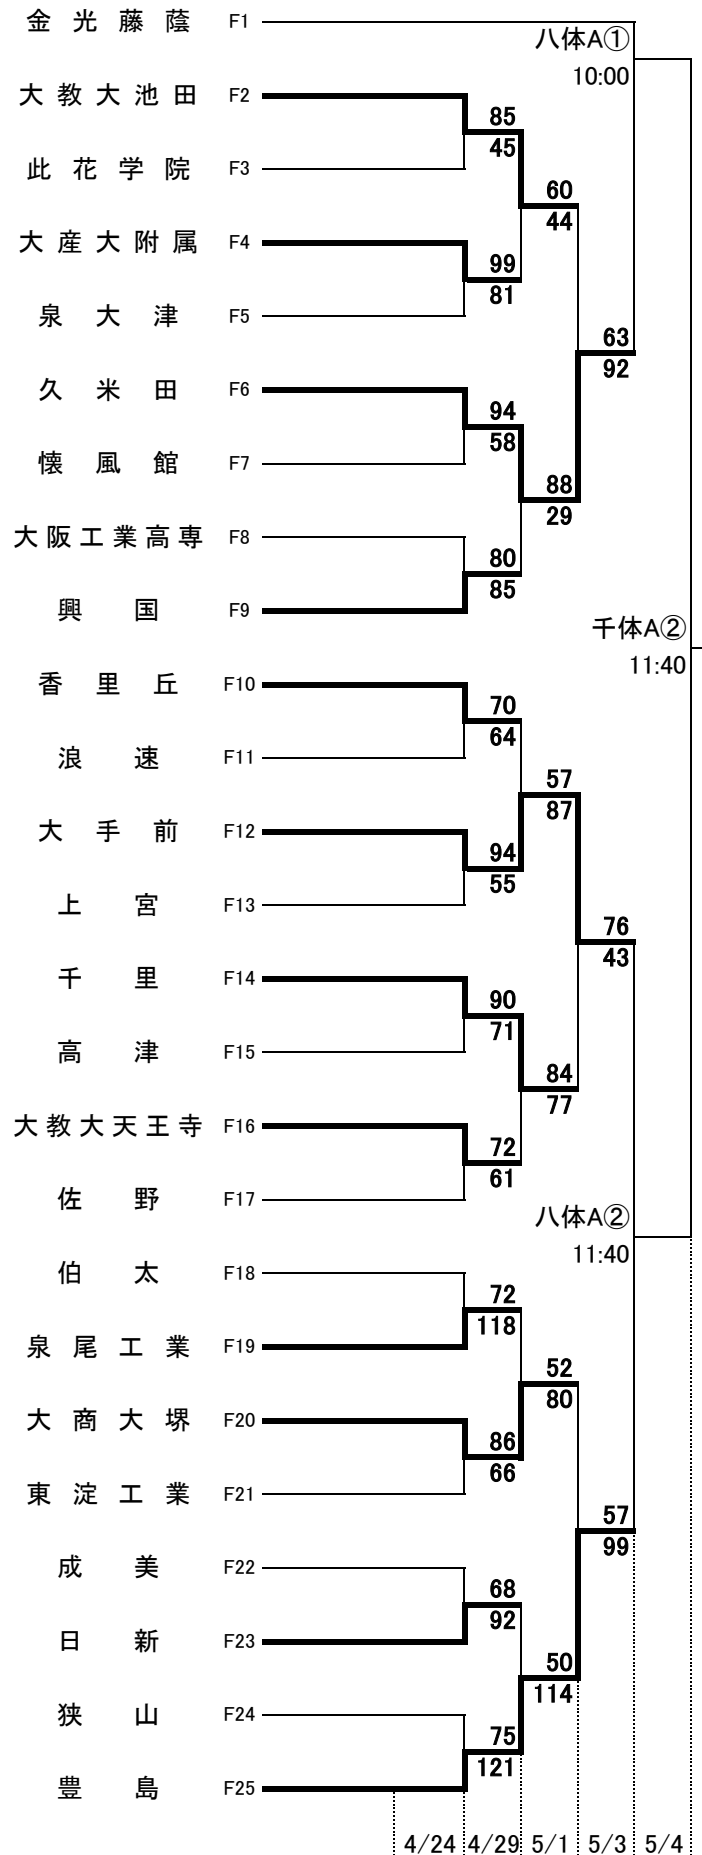 金光藤蔭 F1
八体A①
10:00
大教大池田 F2
85
45
此花学院 F3
60
44
大産大附属 F4
99
81
泉大津 F5
63
92
久米田 F6
94
58
懐風館 F7
88
29
大阪工業高専 F8
80
85
興国 F9
千体A②
11:40
香里丘 F10
70
64
浪速 F11
57
87
大手前 F12
94
55
上宮 F13
76
43
千里 F14
90
71
高津 F15
84
77
大教大天王寺 F16
72
61
佐野 F17
八体A②
11:40
伯太 F18
72
118
泉尾工業 F19
52
80
大商大堺 F20
86
66
東淀工業 F21
57
99
成美 F22
68
92
日新 F23
50
114
狭山 F24
75
121
豊島 F25
4/24 4/29 5/1 5/3 5/4